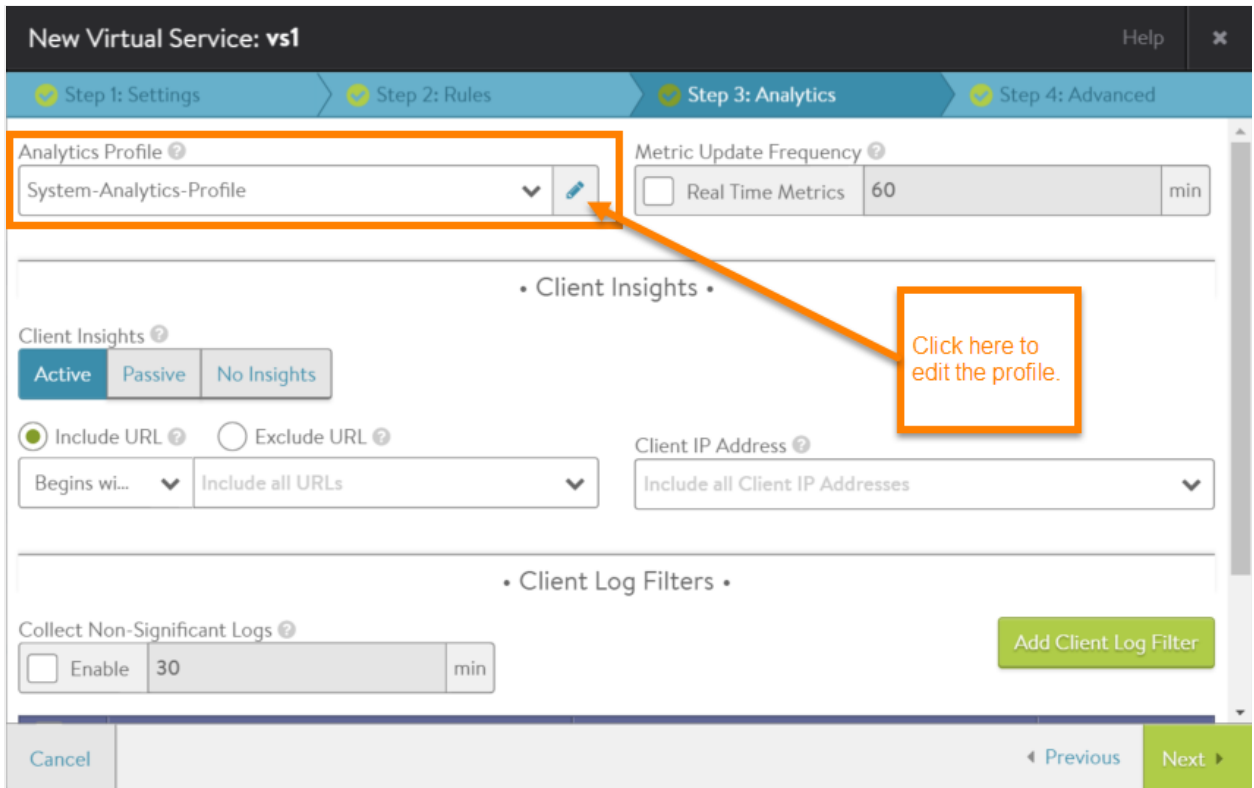 New Virtual Service: vs1
Help
Step 1: Settings
Step 2: Rules
Step 3: Analytics
Step 4: Advanced
Analytics Profile
System-Analytics-Profile
Metric Update Frequency
Real Time Metrics
60
min
• Client Insights •
Client Insights
Active
Passive
No Insights
Click here to
edit the profile.
Include URL
Exclude URL
Begins wi...
Include all URLs
Client IP Address
Include all Client IP Addresses
• Client Log Filters •
Collect Non-Significant Logs
Enable
30
min
Add Client Log Filter
Cancel
Previous
Next